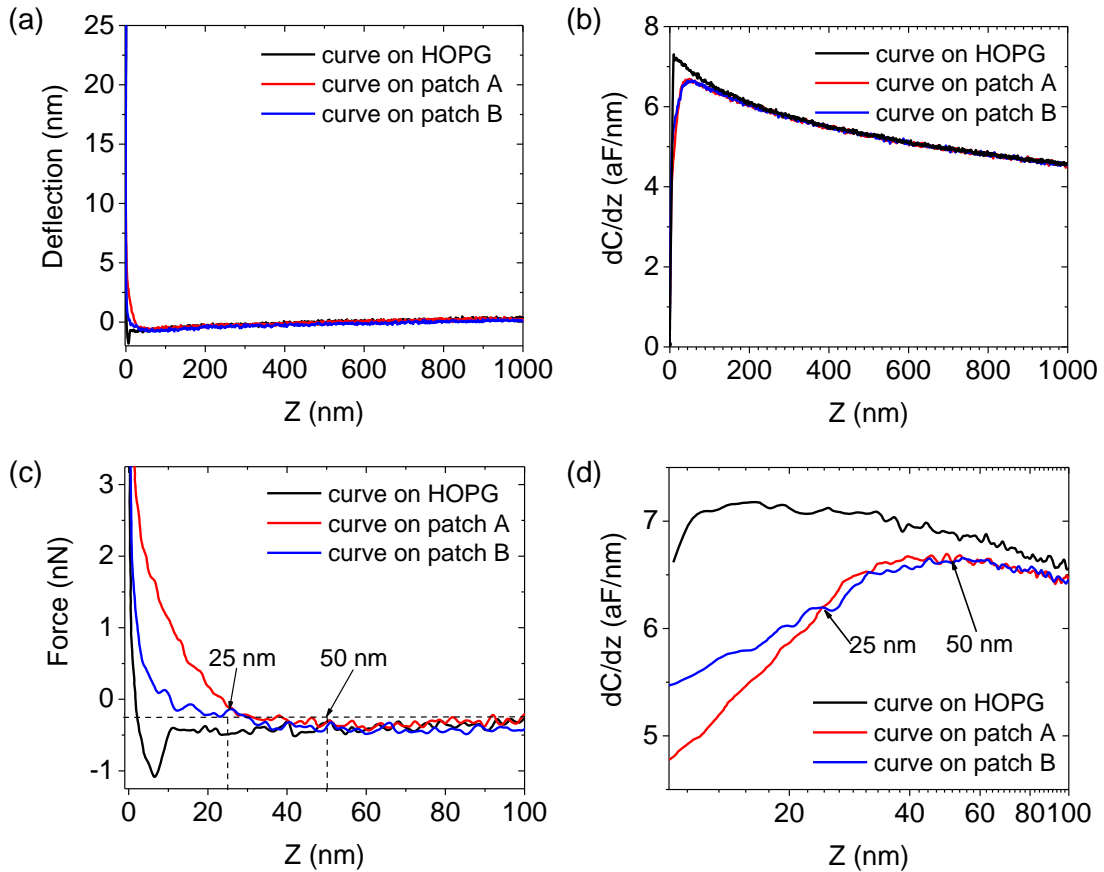 (a)
25
20
15
10
5
0
Deflection (nm)
curve on HOPG
curve on patch A
curve on patch B
0 200 400 600 800 1000
Z (nm)
(b)
8
6
4
2
0
dC/dz (aF/nm)
curve on HOPG
curve on patch A
curve on patch B
0 200 400 600 800 1000
Z (nm)
(c)
3
2
1
0
-1
Force (nN)
curve on HOPG
curve on patch A
curve on patch B
25 nm 50 nm
0 20 40 60 80 100
Z (nm)
(d)
7
6
5
dC/dz (aF/nm)
25 nm
50 nm
curve on HOPG
curve on patch A
curve on patch B
20 40 60 80 100
Z (nm)